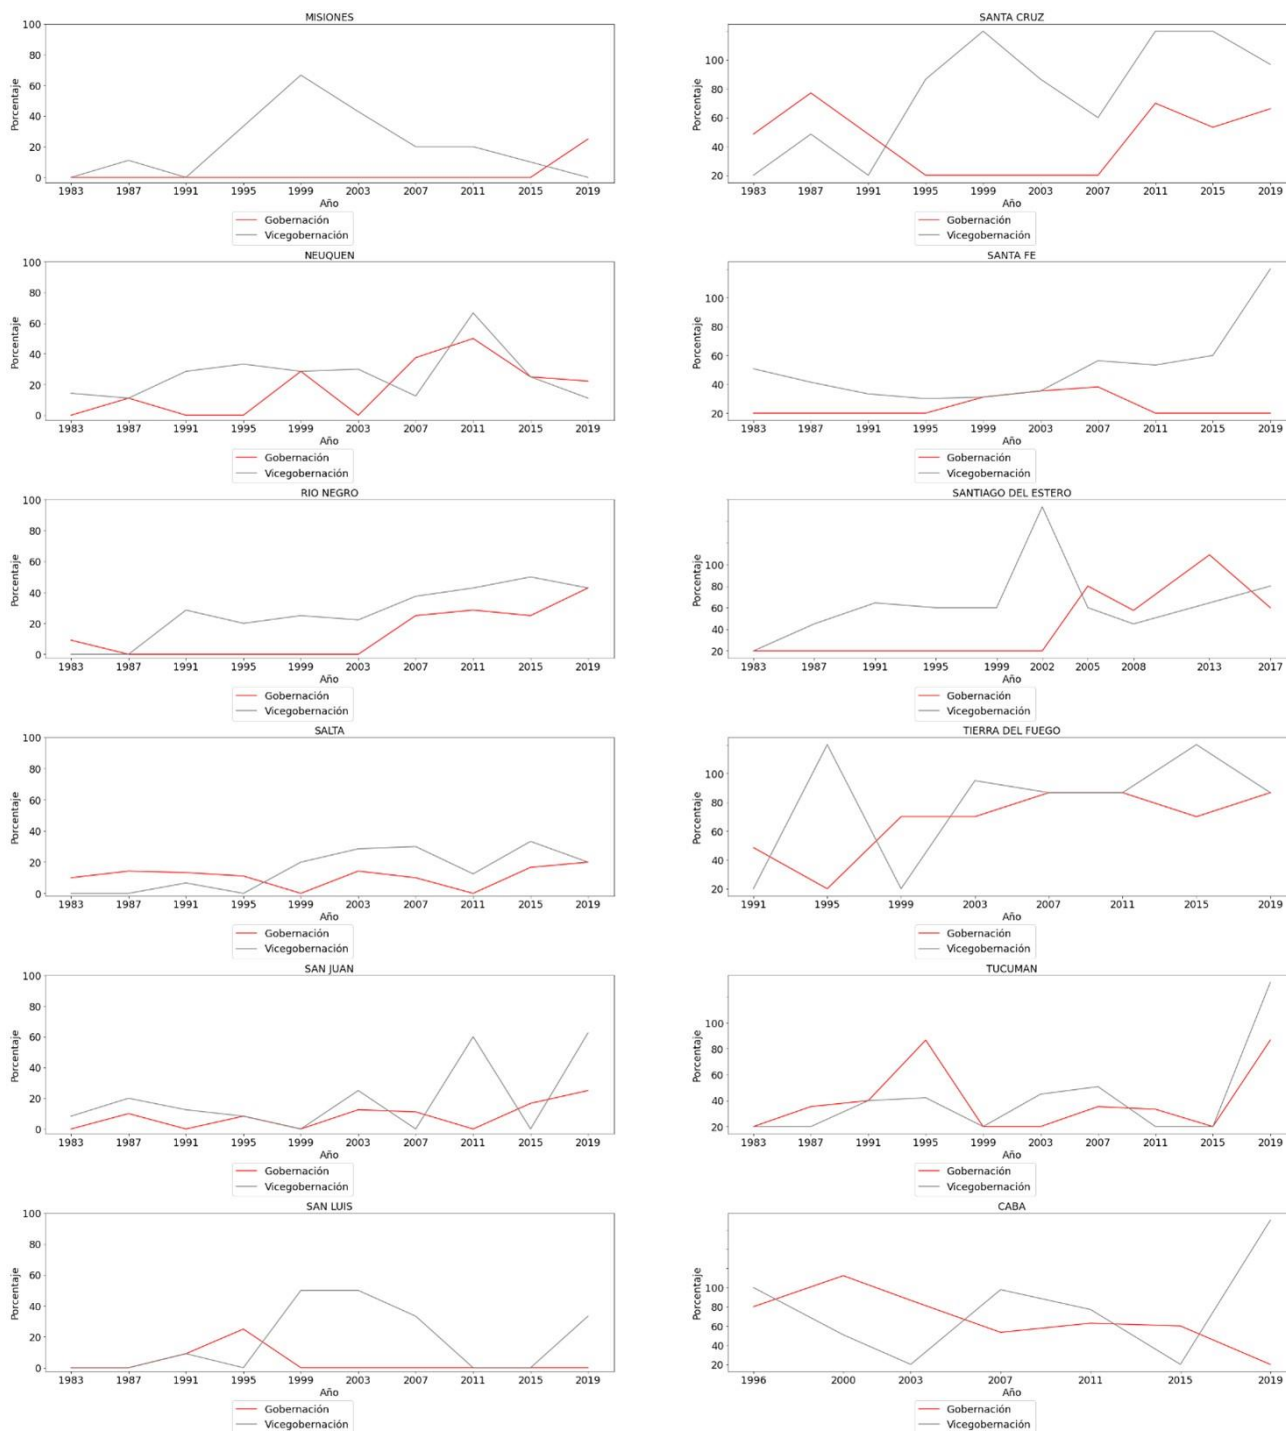 MISIONES
100
80
60
40
20
0
Porcentaje
1983 1987 1991 1995 1999 2003 2007 2011 2015 2019
Año
Gobernación
Vicegobernación
SANTA CRUZ
100
80
60
40
20
Porcentaje
1983 1987 1991 1995 1999 2003 2007 2011 2015 2019
Año
Gobernación
Vicegobernación
NEUQUEN
100
80
60
40
20
0
Porcentaje
1983 1987 1991 1995 1999 2003 2007 2011 2015 2019
Año
Gobernación
Vicegobernación
SANTA FE
100
80
60
40
20
Porcentaje
1983 1987 1991 1995 1999 2003 2007 2011 2015 2019
Año
Gobernación
Vicegobernación
RIO NEGRO
100
80
60
40
20
0
Porcentaje
1983 1987 1991 1995 1999 2003 2007 2011 2015 2019
Año
Gobernación
Vicegobernación
SANTIAGO DEL ESTERO
100
80
60
40
20
Porcentaje
1983 1987 1991 1995 1999 2002 2005 2008 2013 2017
Año
Gobernación
Vicegobernación
SALTA
100
80
60
40
20
0
Porcentaje
1983 1987 1991 1995 1999 2003 2007 2011 2015 2019
Año
Gobernación
Vicegobernación
TIERRA DEL FUEGO
100
80
60
40
20
Porcentaje
1991 1995 1999 2003 2007 2011 2015 2019
Año
Gobernación
Vicegobernación
SAN JUAN
100
80
60
40
20
0
Porcentaje
1983 1987 1991 1995 1999 2003 2007 2011 2015 2019
Año
Gobernación
Vicegobernación
TUCUMAN
100
80
60
40
20
Porcentaje
1983 1987 1991 1995 1999 2003 2007 2011 2015 2019
Año
Gobernación
Vicegobernación
SAN LUIS
100
80
60
40
20
0
Porcentaje
1983 1987 1991 1995 1999 2003 2007 2011 2015 2019
Año
Gobernación
Vicegobernación
CABA
100
80
60
40
20
Porcentaje
1996 2000 2003 2007 2011 2015 2019
Año
Gobernación
Vicegobernación